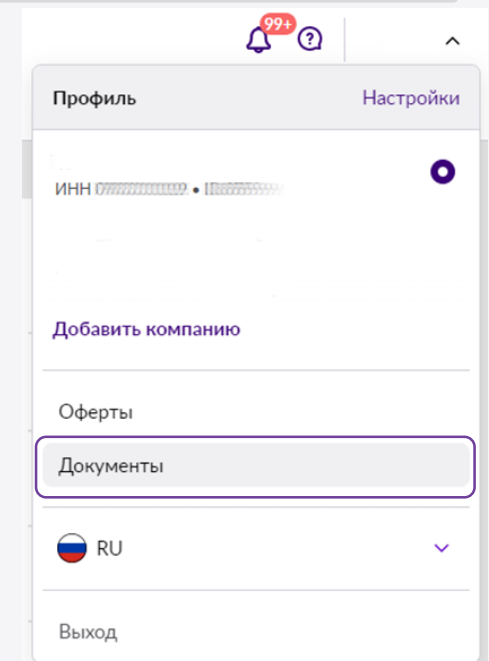 99+
Профиль Настройки
ИНН
Добавить компанию
Оферты
Документы
RU
Выход